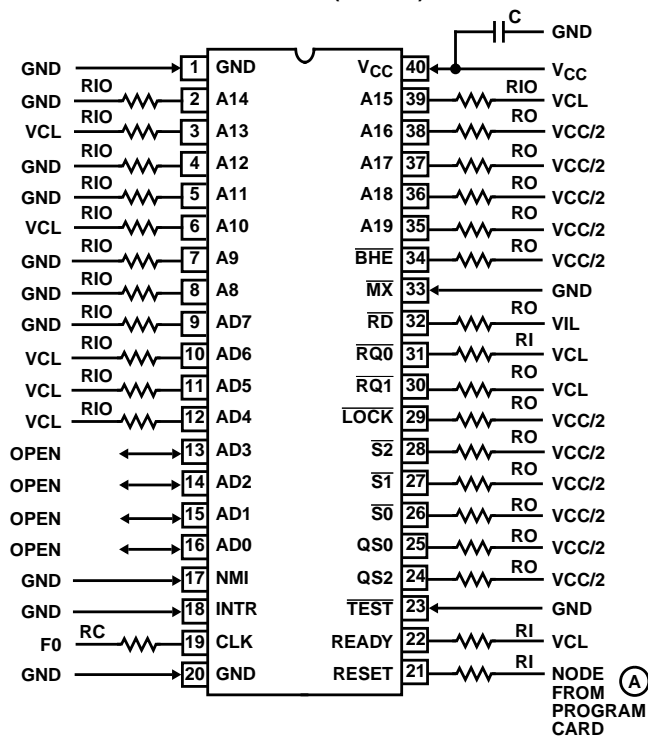 C GND
GND 1 GND VCC 40 VCC
GND RIO 2 A14 A15 39 RIO VCL
VCL RIO 3 A13 A16 38 RO VCC/2
GND RIO 4 A12 A17 37 RO VCC/2
GND RIO 5 A11 A18 36 RO VCC/2
VCL RIO 6 A10 A19 35 RO VCC/2
GND RIO 7 A9 BHE 34 RO VCC/2
GND RIO 8 A8 MX 33 GND
GND RIO 9 AD7 RD 32 RO VIL
VCL RIO 10 AD6 RQ0 31 RI VCL
VCL RIO 11 AD5 RQ1 30 RO VCL
VCL RIO 12 AD4 LOCK 29 RO VCC/2
OPEN 13 AD3 S2 28 RO VCC/2
OPEN 14 AD2 S1 27 RO VCC/2
OPEN 15 AD1 S0 26 RO VCC/2
OPEN 16 AD0 QS0 25 RO VCC/2
GND 17 NMI QS2 24 RO VCC/2
GND 18 INTR TEST 23 GND
F0 RC 19 CLK READY 22 RI VCL
GND 20 GND RESET 21 RI NODE A
FROM
PROGRAM
CARD